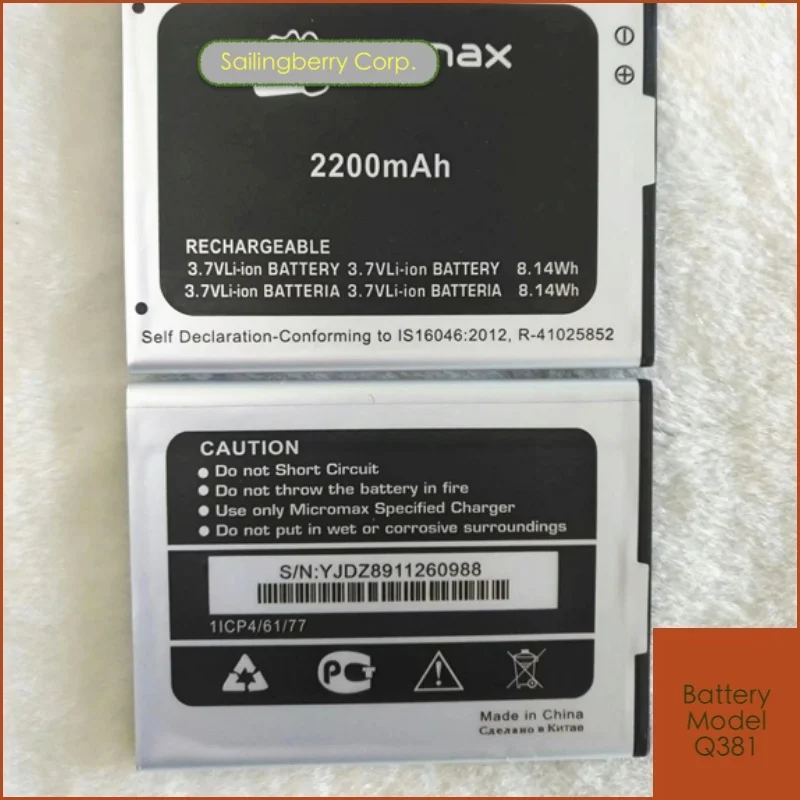 Sailingberry Corp.
max
2200mAh
RECHARGEABLE
3.7VLi-ion BATTERY 3.7VLi-ion BATTERY 8.14Wh
3.7VLi-ion BATTERIA 3.7VLi-ion BATTERIA 8.14Wh
Self Declaration-Conforming to IS16046:2012, R-41025852
CAUTION
● Do not Short Circuit
● Do not throw the battery in fire
● Use only Micromax Specified Charger
● Do not put in wet or corrosive surroundings
S/N:YJDZ8911260988
1ICP4/61/77
Made in China
Сделано в Китае
Battery
Model
Q381